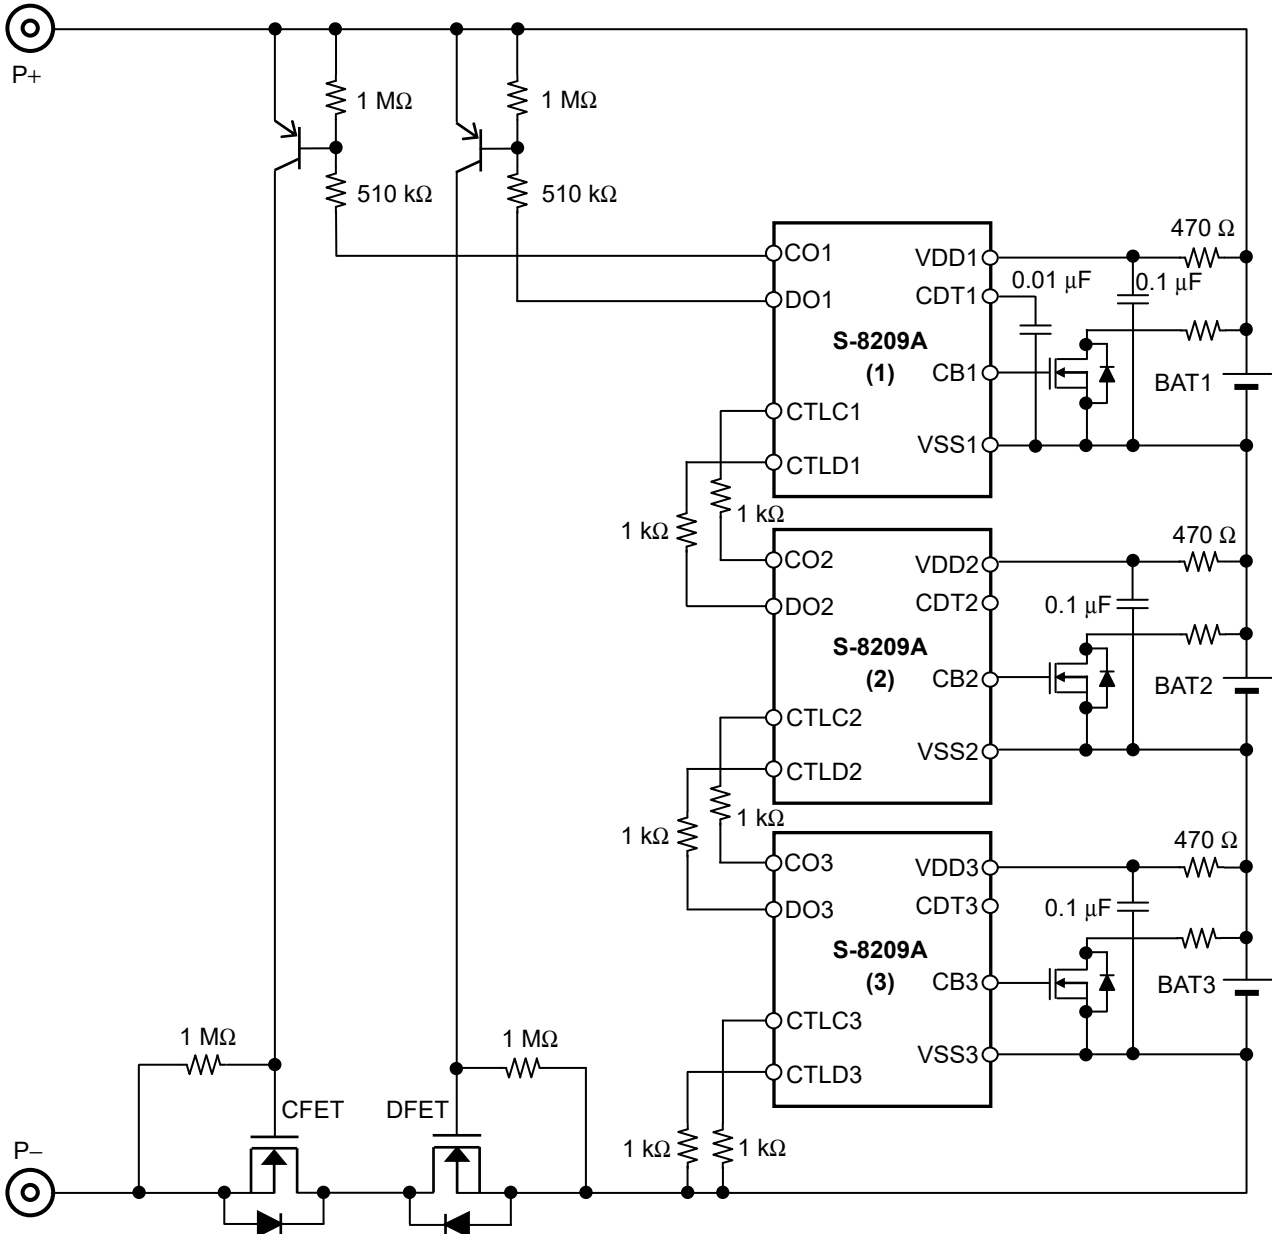 P+
1 MΩ
1 MΩ
510 kΩ
510 kΩ
470 Ω
CO1
VDD1
0.01 μF
0.1 μF
CDT1
DO1
S-8209A
(1)
CB1
BAT1
CTLC1
VSS1
CTLD1
1 kΩ
1 kΩ
470 Ω
CO2
VDD2
CDT2
0.1 μF
DO2
S-8209A
(2)
CB2
BAT2
CTLC2
VSS2
CTLD2
1 kΩ
1 kΩ
470 Ω
CO3
VDD3
CDT3
0.1 μF
DO3
S-8209A
(3)
CB3
BAT3
CTLC3
1 MΩ
1 MΩ
VSS3
CTLD3
CFET
DFET
P−
1 kΩ
1 kΩ